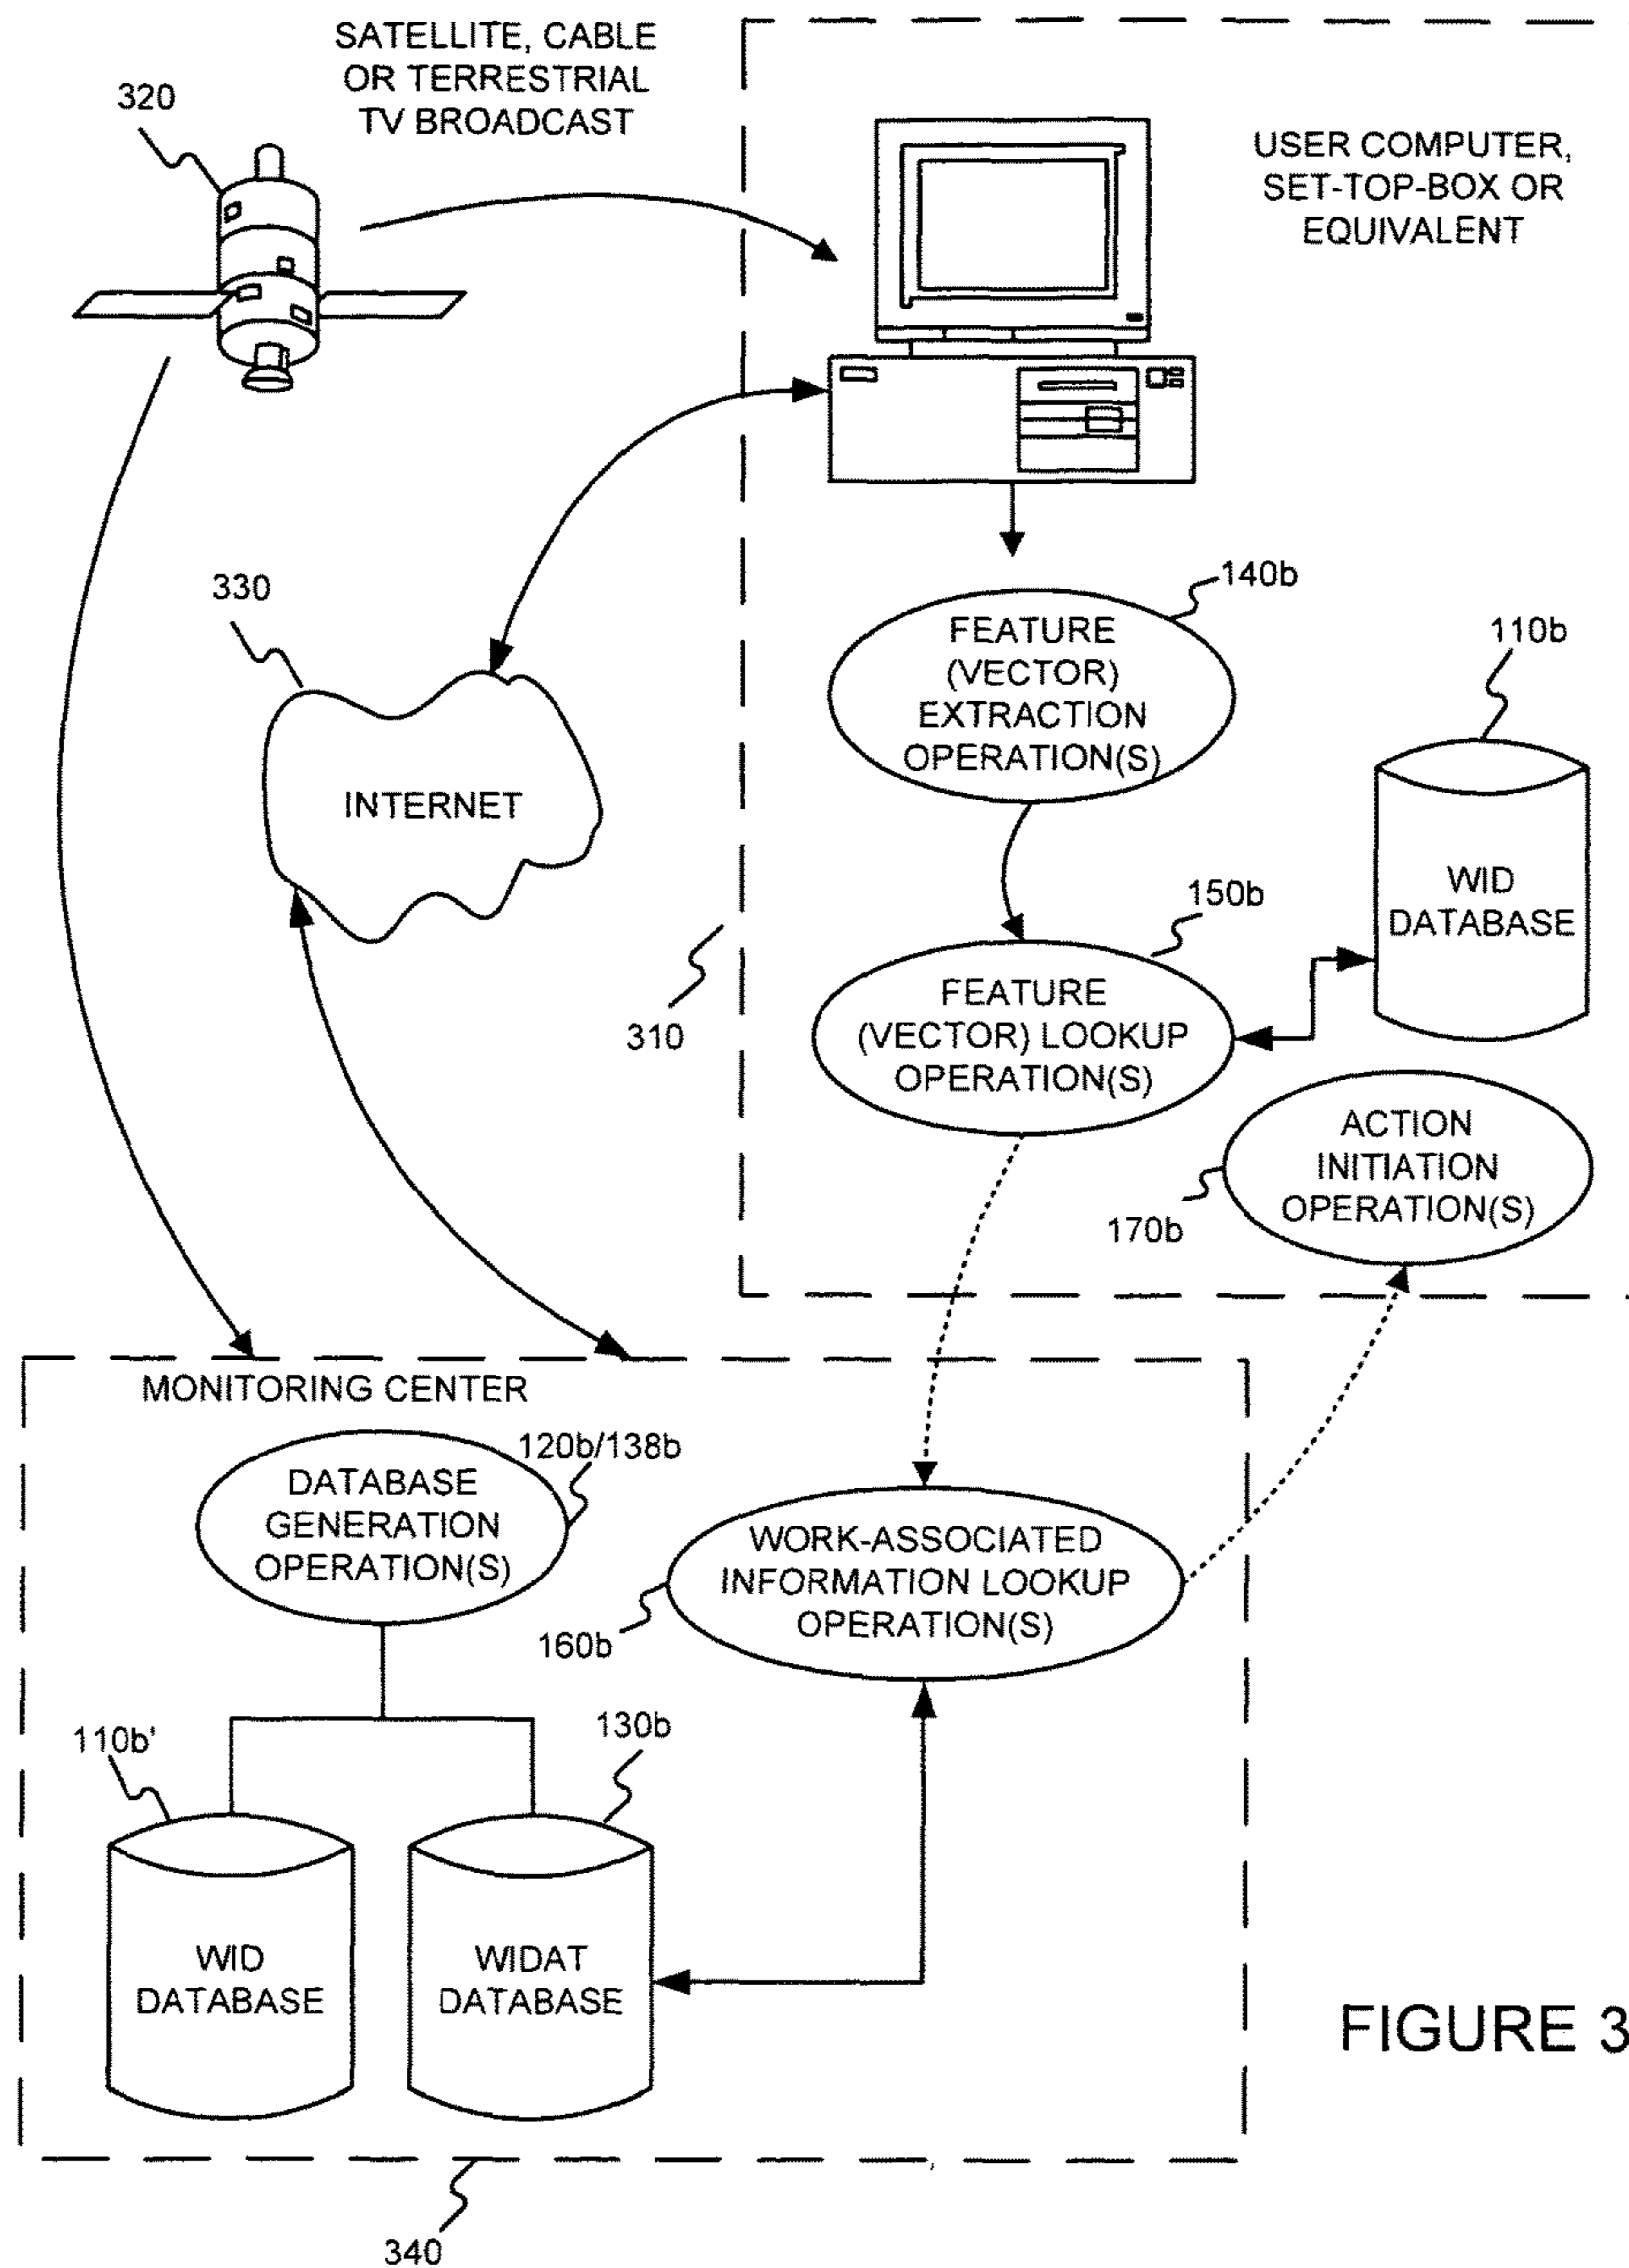 SATELLITE, CABLE
OR TERRESTRIAL
TV BROADCAST
320
USER COMPUTER,
SET-TOP-BOX OR
EQUIVALENT
140b
FEATURE
(VECTOR)
EXTRACTION
OPERATION(S)
110b
WID
DATABASE
330
INTERNET
150b
FEATURE
(VECTOR) LOOKUP
OPERATION(S)
310
ACTION
INITIATION
OPERATION(S)
170b
MONITORING CENTER
120b/138b
DATABASE
GENERATION
OPERATION(S)
WORK-ASSOCIATED
INFORMATION LOOKUP
OPERATION(S)
160b
110b'
130b
WID
DATABASE
WIDAT
DATABASE
FIGURE 3
340